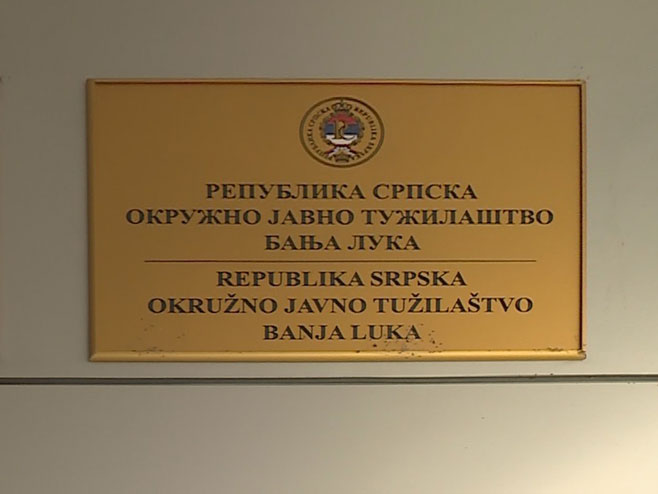 РЕПУБЛИКА СРПСКА
ОКРУЖНО ЈАВНО ТУЖИЛАШТВО
БАЊА ЛУКА
REPUBLIKA SRPSKA
OKRUŽNO JAVNO TUŽILAŠTVO
BANJA LUKA